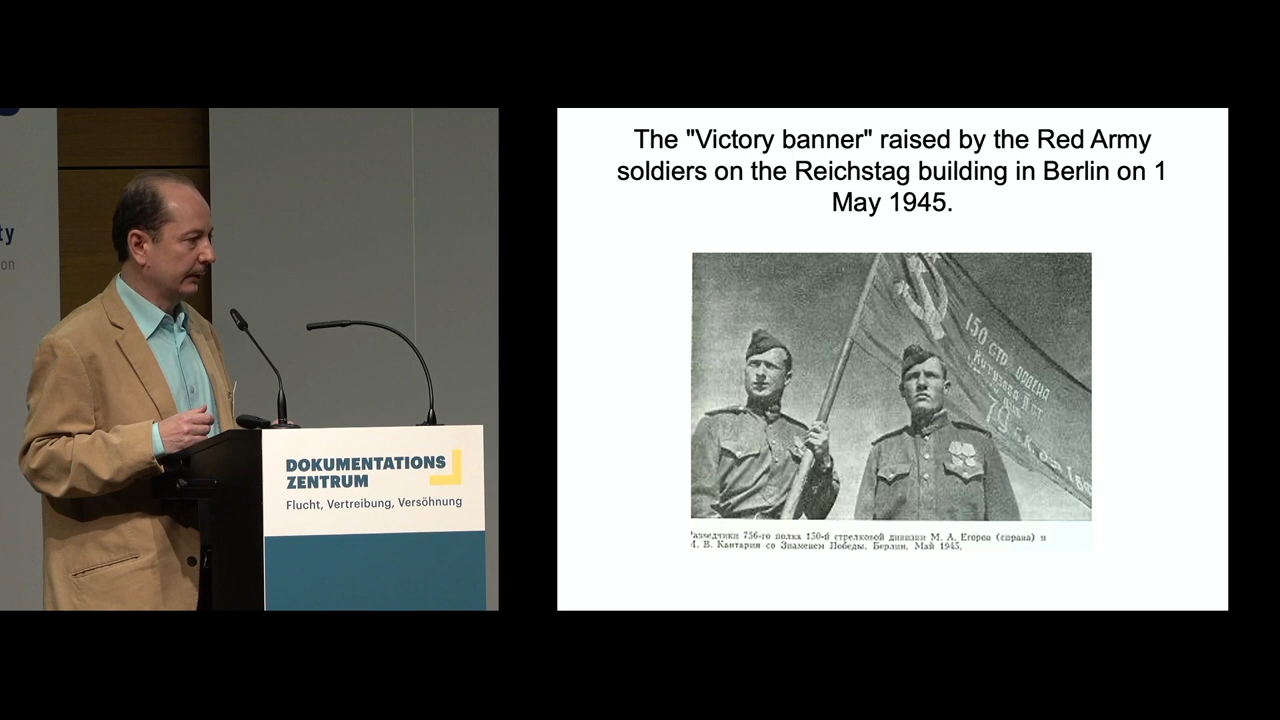 ty
on
DOKUMENTATIONS
ZENTRUM
Flucht, Vertreibung, Versöhnung
The "Victory banner" raised by the Red Army
soldiers on the Reichstag building in Berlin on 1
May 1945.
150 СТР ОРДЕНА
Кутузова II ст
79
азведчики 756-го полка 150-й стрелковой дивизии М. А. Егоров (справа) и
В. Кантария со Знаменем Победы. Берлин. Май 1945.